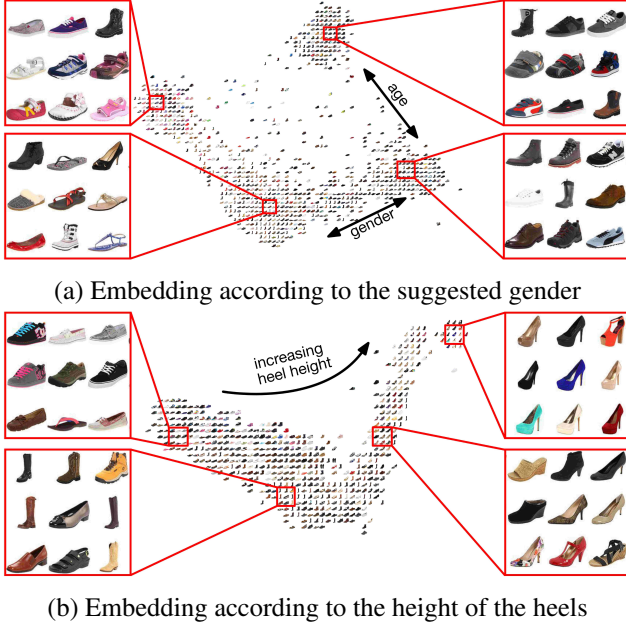 age
gender
(a) Embedding according to the suggested gender
increasing
heel height
(b) Embedding according to the height of the heels